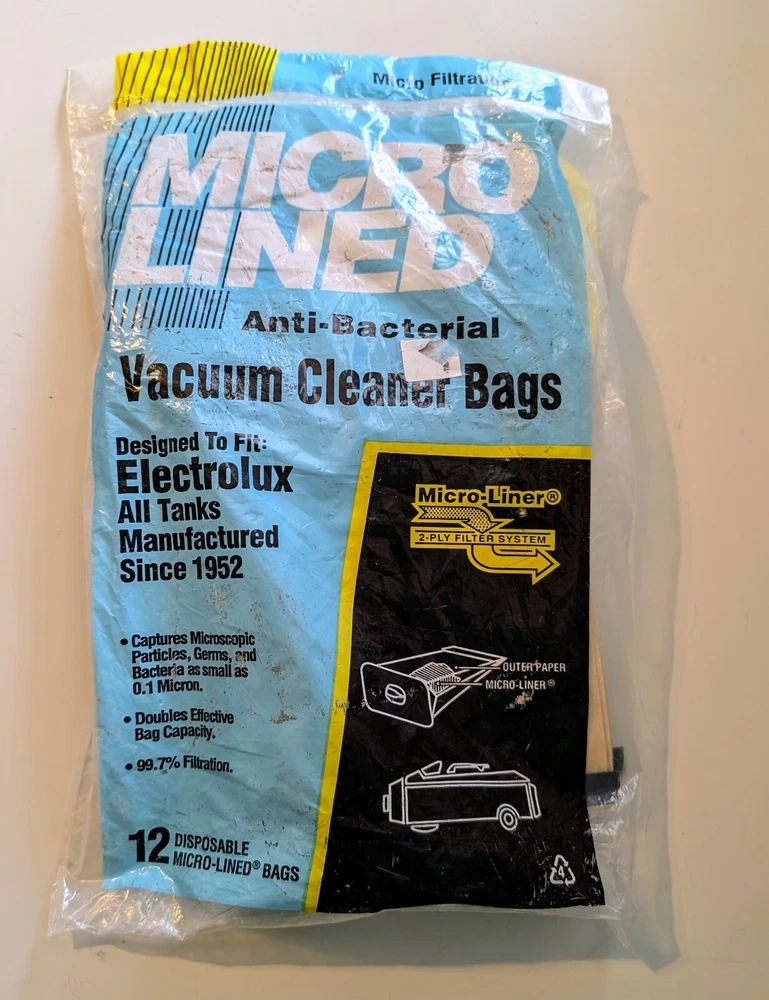 Micro Filtration
MICRO
LINED®
Anti-Bacterial
Vacuum Cleaner Bags
Designed To Fit:
Electrolux
All Tanks
Manufactured
Since 1952
• Captures Microscopic
Particles, Germs, and
Bacteria as small as
0.1 Micron.
• Doubles Effective
Bag Capacity.
• 99.7% Filtration.
12 DISPOSABLE
MICRO-LINED® BAGS
Micro-Liner®
2-PLY FILTER SYSTEM
OUTER PAPER
MICRO-LINER®
4